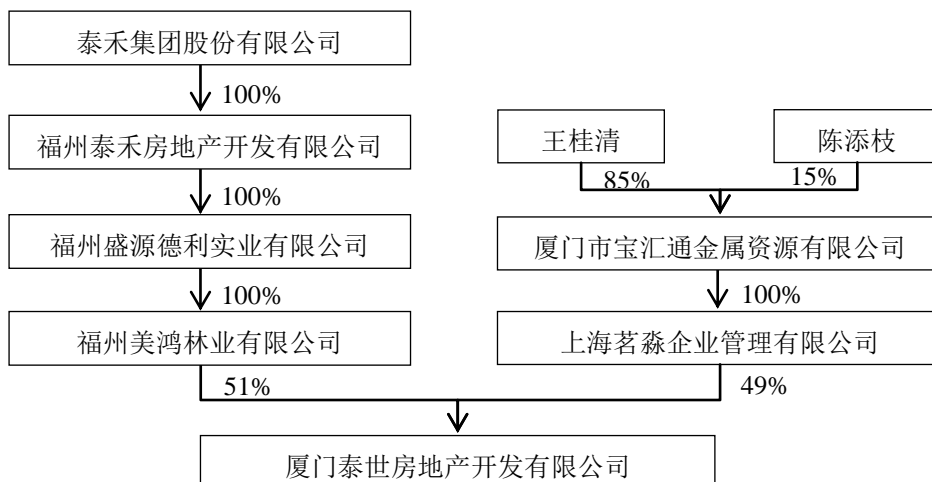 泰禾集团股份有限公司
100%
福州泰禾房地产开发有限公司
王桂清
陈添枝
100%
85%
15%
福州盛源德利实业有限公司
厦门市宝汇通金属资源有限公司
100%
100%
福州美鸿林业有限公司
上海茗淼企业管理有限公司
51%
49%
厦门泰世房地产开发有限公司